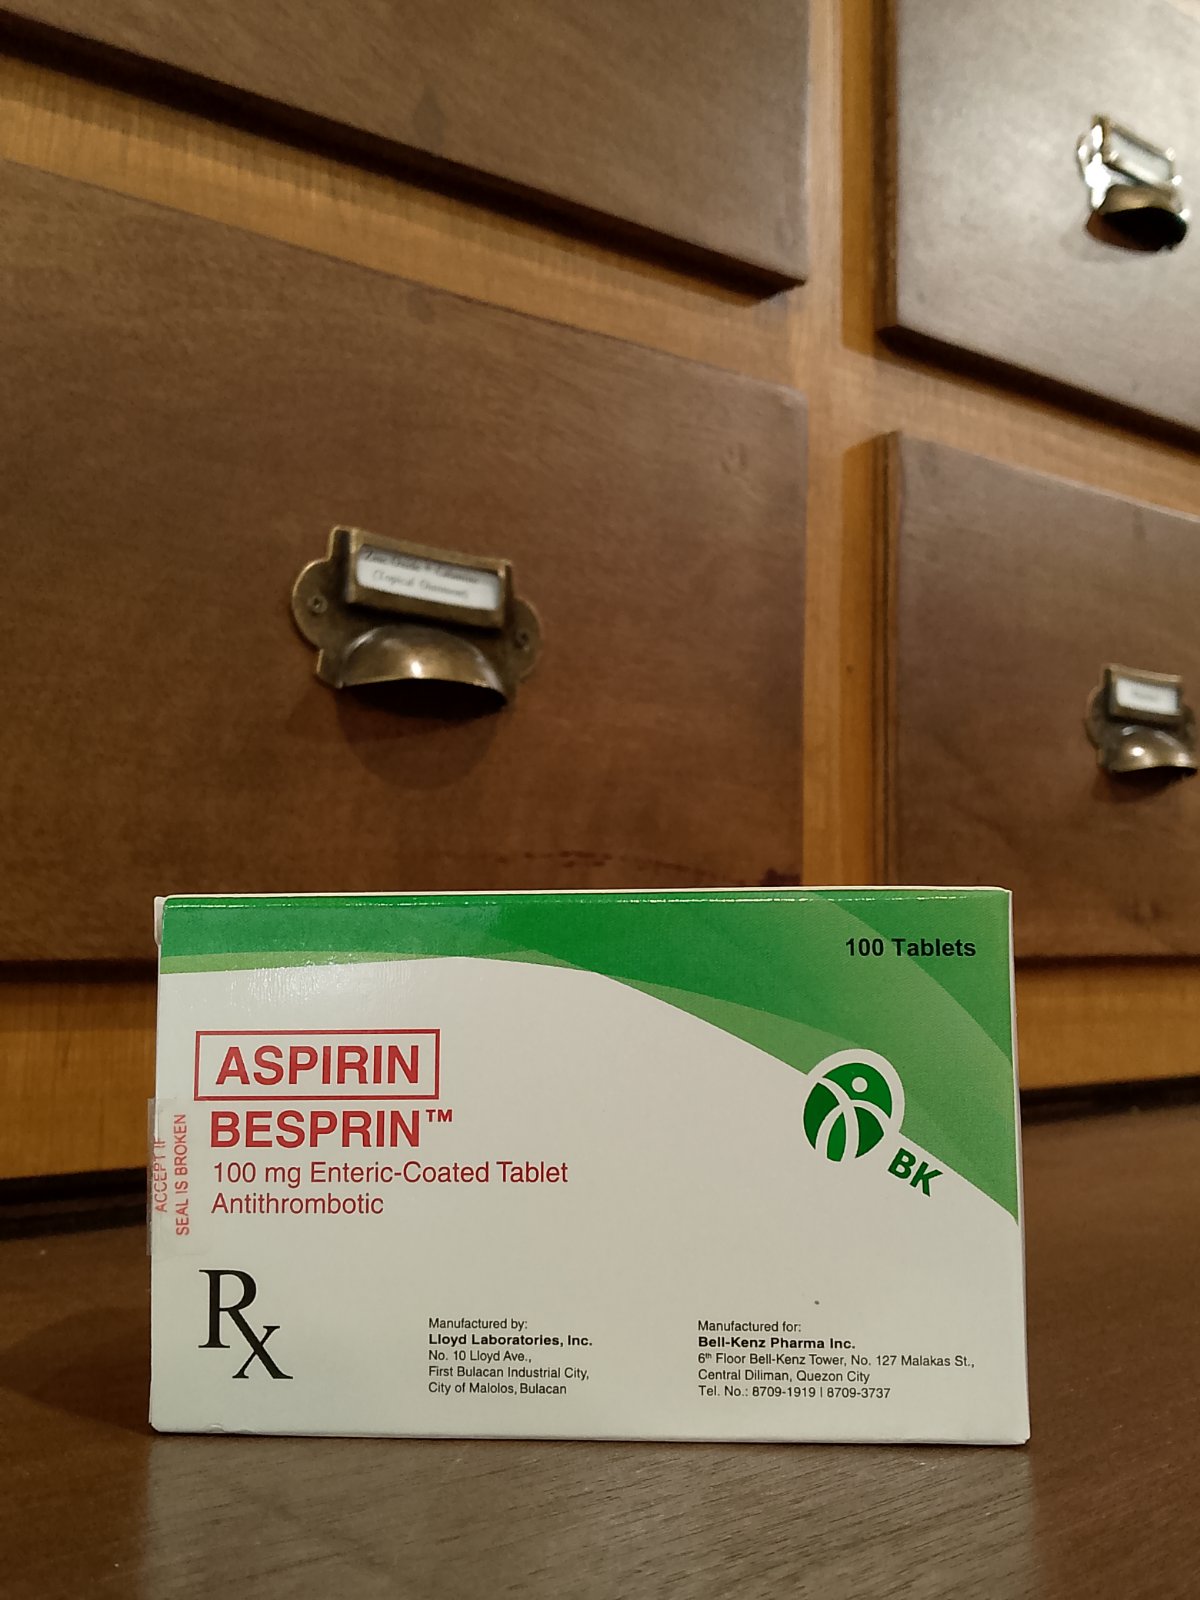 (Topical Ointment)
100 Tablets
ASPIRIN
BESPRIN™
100 mg Enteric-Coated Tablet
Antithrombotic
BK
ACCEPT IF
SEAL IS BROKEN
Rx
Manufactured by:
Lloyd Laboratories, Inc.
No. 10 Lloyd Ave.,
First Bulacan Industrial City,
City of Malolos, Bulacan
Manufactured for:
Bell-Kenz Pharma Inc.
6th Floor Bell-Kenz Tower, No. 127 Malakas St.,
Central Diliman, Quezon City
Tel. No.: 8709-1919 | 8709-3737